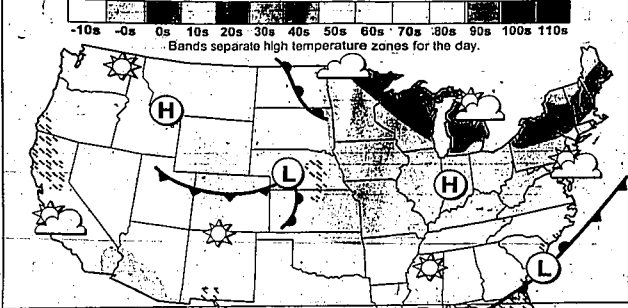 -10s -0s 0s 10s 20s 30s 40s 50s 60s 70s 80s 90s 100s 110s
Bands separate high temperature zones for the day.
H
L
H
L